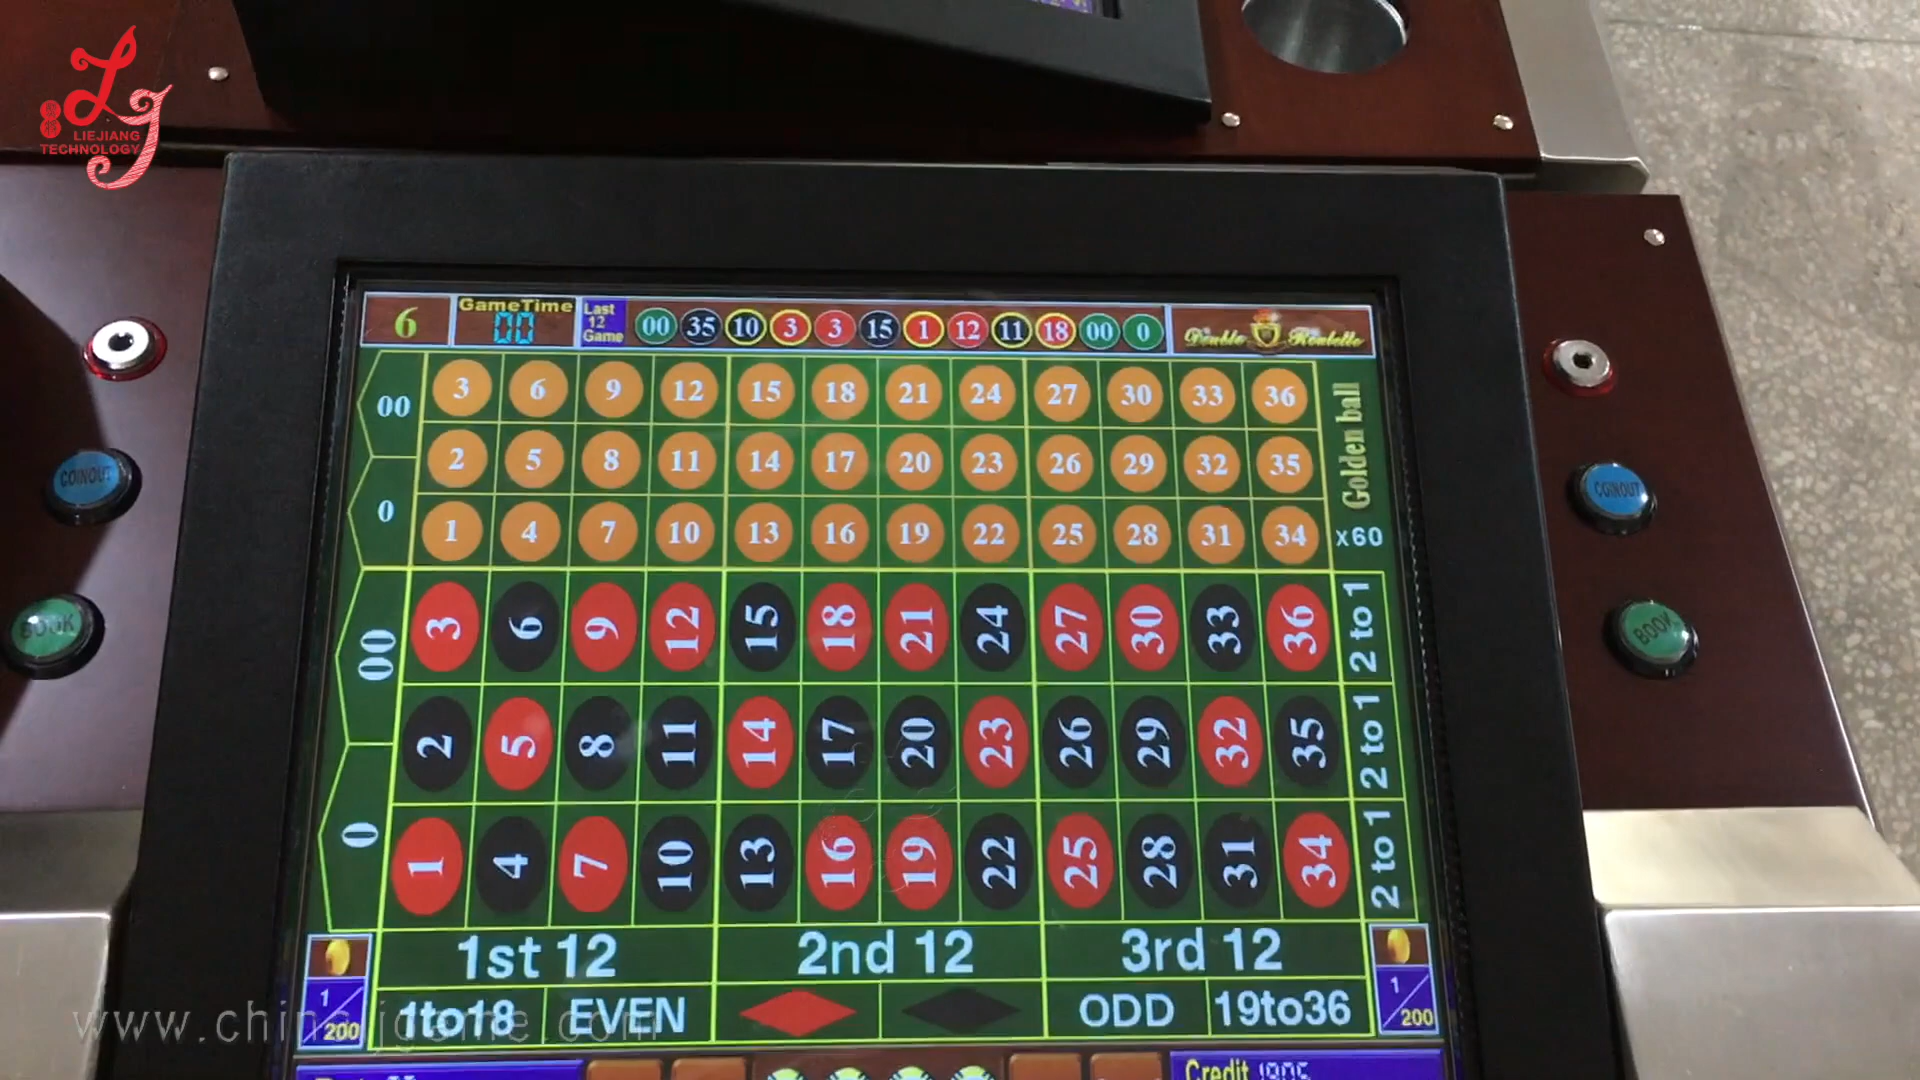 LIEJIANG
TECHNOLOGY
6
GameTime
00
Last
12
Game
00 35 10 3 3 15 1 12 11 18 00 0
Double Roulette
00
3 6 9 12 15 18 21 24 27 30 33 36
2 5 8 11 14 17 20 23 26 29 32 35
0
1 4 7 10 13 16 19 22 25 28 31 34
Golden ball
x60
00
3 6 9 12 15 18 21 24 27 30 33 36
2 to 1
2 5 8 11 14 17 20 23 26 29 32 35
2 to 1
0
1 4 7 10 13 16 19 22 25 28 31 34
2 to 1
1st 12 2nd 12 3rd 12
1/200
1to18 EVEN ODD 19to36
1/200
Credit
COINOUT
BOOK
COINOUT
BOOK